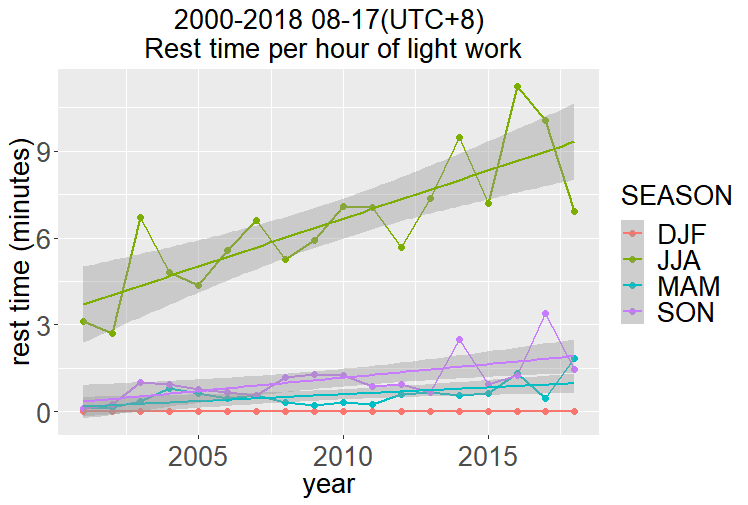 2000-2018 08-17(UTC+8)
Rest time per hour of light work
rest time (minutes)
9
6
3
0
2005 2010 2015
year
SEASON
DJF
JJA
MAM
SON